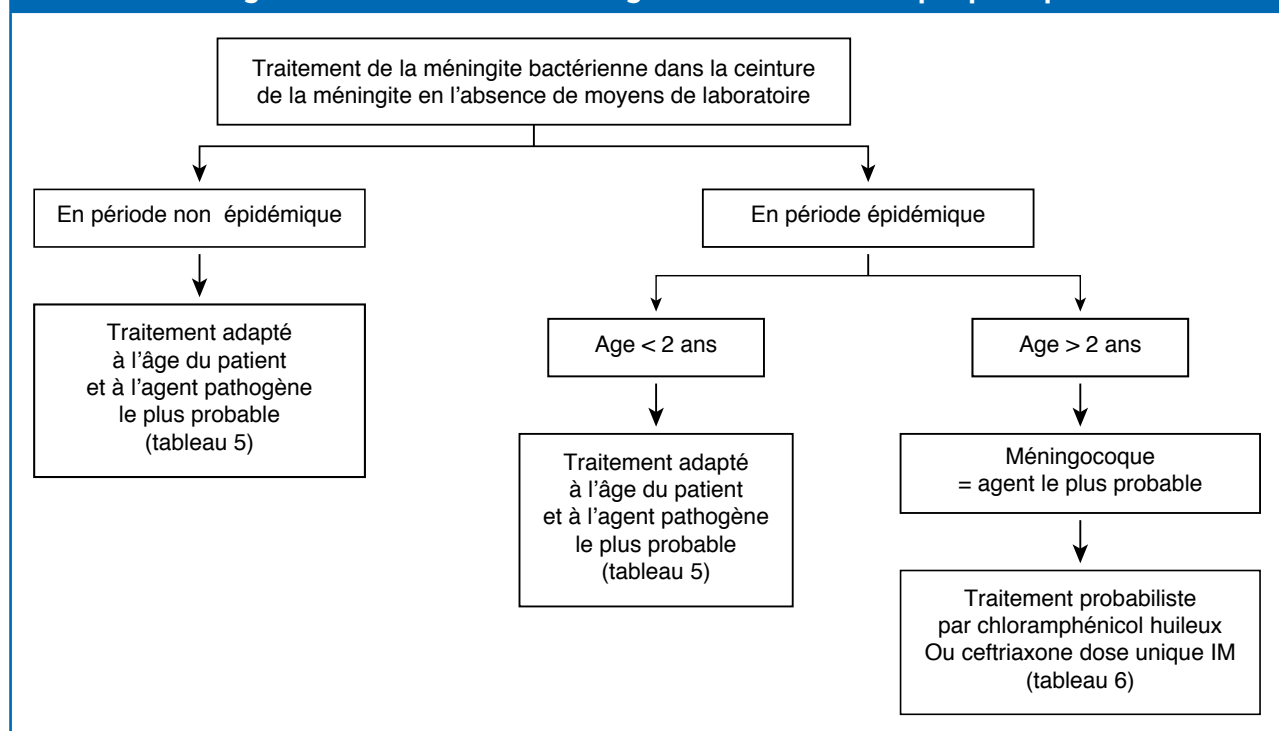 Traitement de la méningite bactérienne dans la ceinture
de la méningite en l'absence de moyens de laboratoire
En période non épidémique
En période épidémique
Traitement adapté
à l'âge du patient
et à l'agent pathogène
le plus probable
(tableau 5)
Age < 2 ans
Age > 2 ans
Traitement adapté
à l'âge du patient
et à l'agent pathogène
le plus probable
(tableau 5)
Méningocoque
= agent le plus probable
Traitement probabiliste
par chloramphénicol huileux
Ou ceftriaxone dose unique IM
(tableau 6)